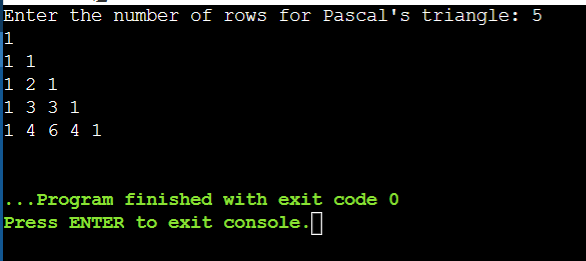 Enter the number of rows for Pascal's triangle: 5
1
1 1
1 2 1
1 3 3 1
1 4 6 4 1
...Program finished with exit code 0
Press ENTER to exit console.